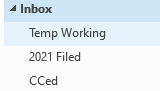 Inbox
Temp Working
2021 Filed
CCed